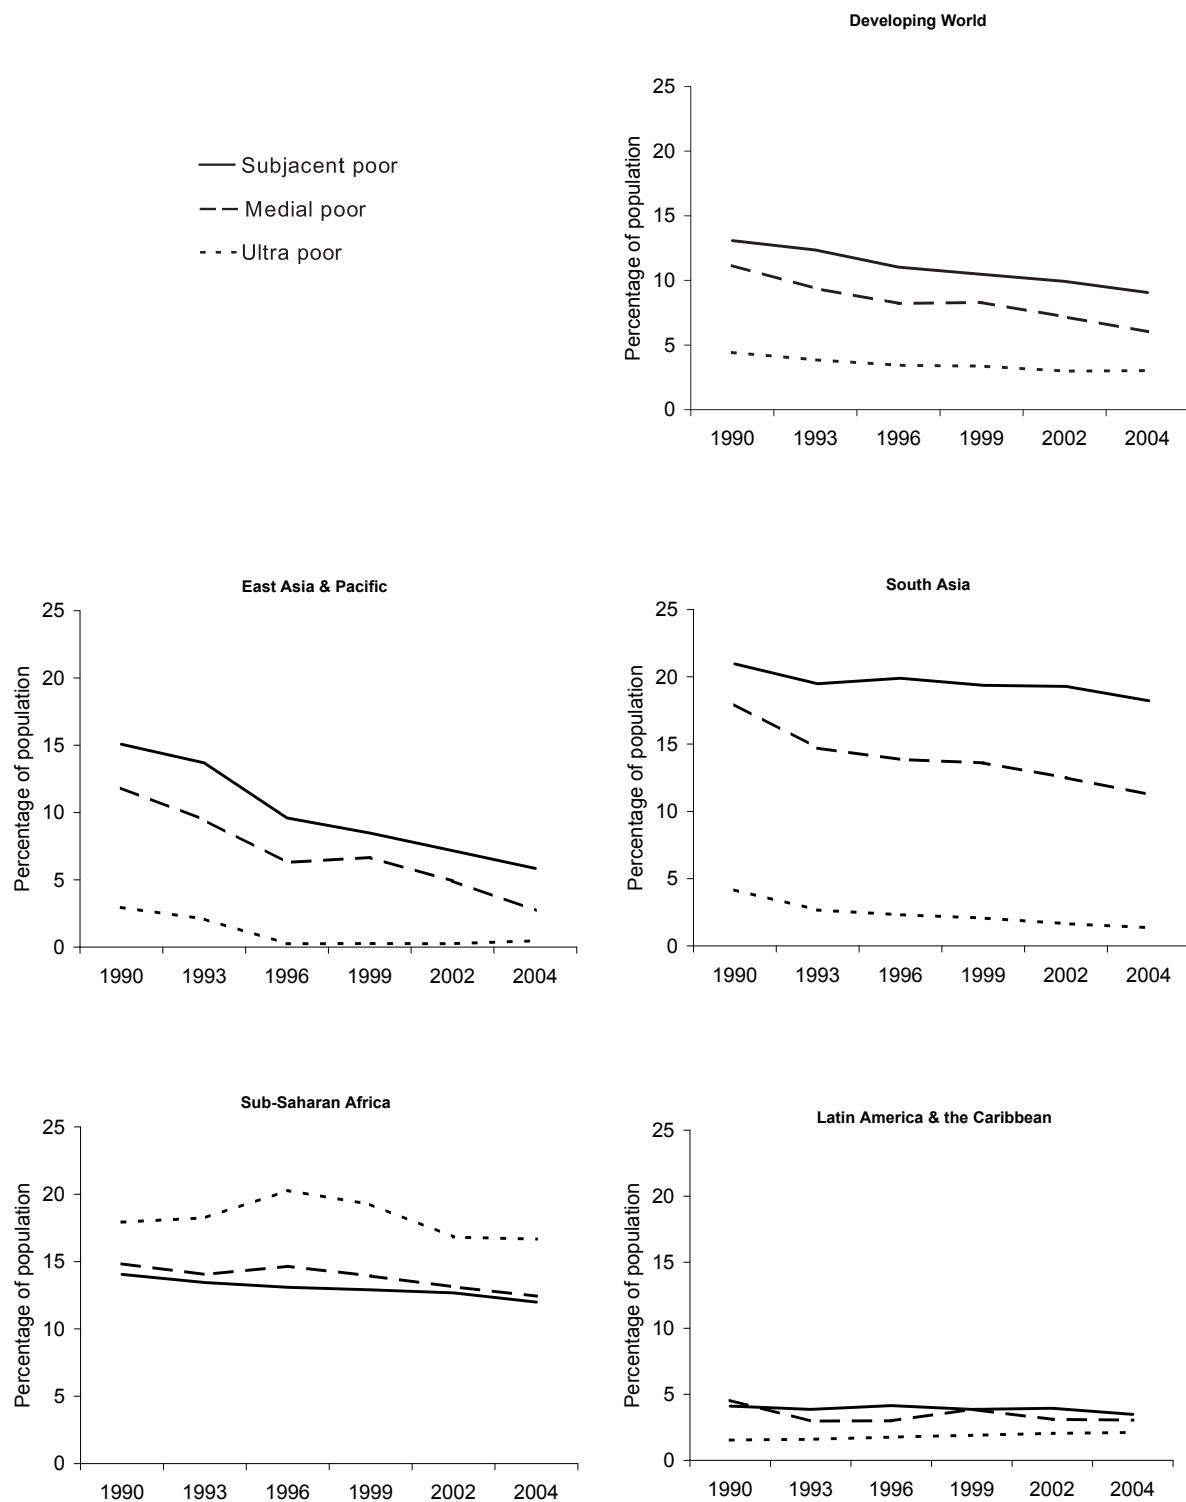 Developing World
Subjacent poor
Medial poor
Ultra poor
Percentage of population
25
20
15
10
5
0
1990 1993 1996 1999 2002 2004
East Asia & Pacific
Percentage of population
25
20
15
10
5
0
1990 1993 1996 1999 2002 2004
South Asia
Percentage of population
25
20
15
10
5
0
1990 1993 1996 1999 2002 2004
Sub-Saharan Africa
Percentage of population
25
20
15
10
5
0
1990 1993 1996 1999 2002 2004
Latin America & the Caribbean
Percentage of population
25
20
15
10
5
0
1990 1993 1996 1999 2002 2004